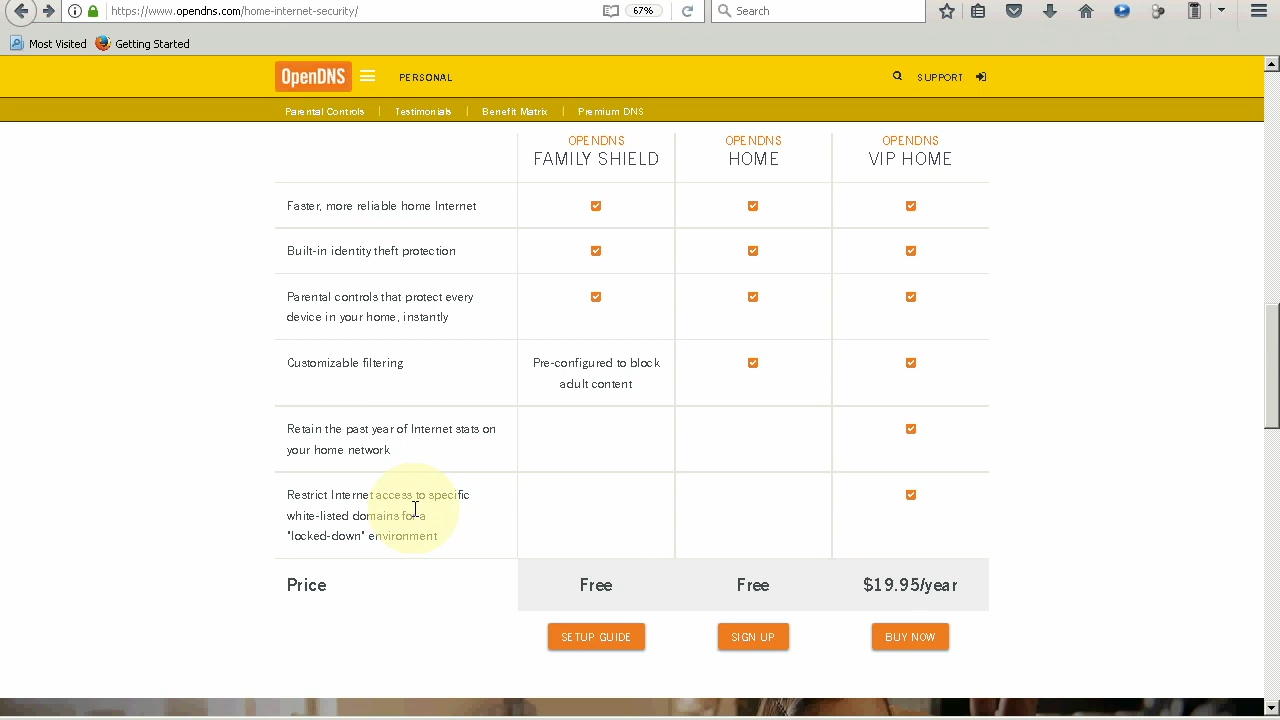 https://www.opendns.com/home-internet-security/
67%
Search
Most Visited
Getting Started
OpenDNS
PERSONAL
SUPPORT
Parental Controls | Testimonials | Benefit Matrix | Premium DNS
OPENDNS
FAMILY SHIELD
OPENDNS
HOME
OPENDNS
VIP HOME
Faster, more reliable home Internet
Built-in identity theft protection
Parental controls that protect every
device in your home, instantly
Customizable filtering
Pre-configured to block
adult content
Retain the past year of Internet stats on
your home network
Restrict Internet access to specific
white-listed domains for a
"locked-down" environment
Price
Free
Free
$19.95/year
SETUP GUIDE
SIGN UP
BUY NOW